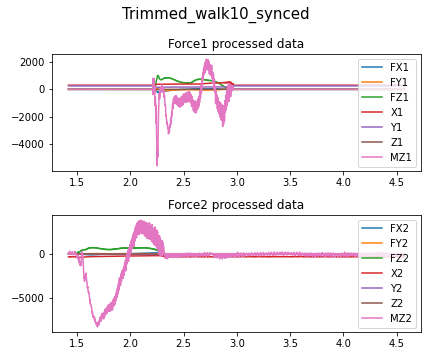 Trimmed_walk10_synced
Force1 processed data
2000
0
−2000
−4000
FX1
FY1
FZ1
X1
Y1
Z1
MZ1
1.5 2.0 2.5 3.0 3.5 4.0 4.5
Force2 processed data
0
−5000
FX2
FY2
FZ2
X2
Y2
Z2
MZ2
1.5 2.0 2.5 3.0 3.5 4.0 4.5